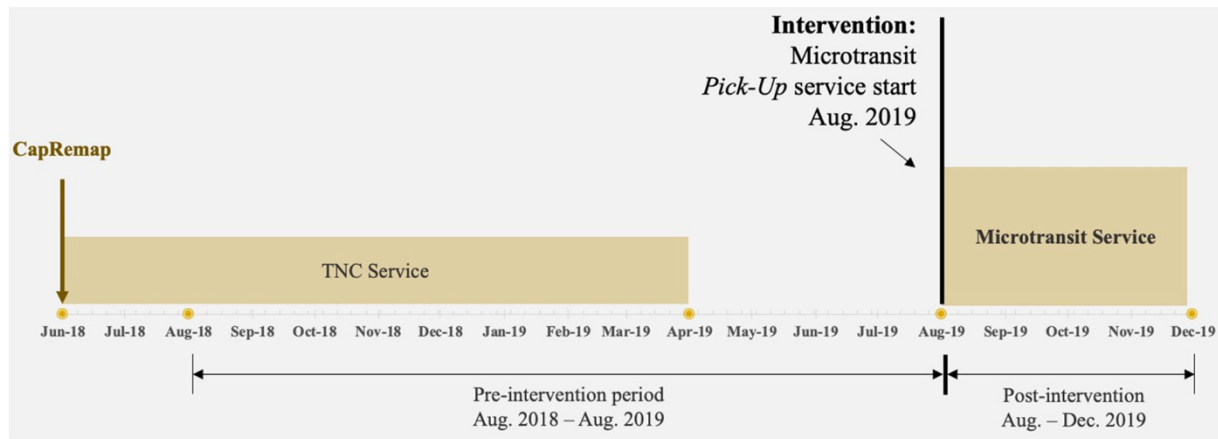 Intervention:
Microtransit
Pick-Up service start
Aug. 2019
CapRemap
TNC Service
Microtransit Service
Jun-18 Jul-18 Aug-18 Sep-18 Oct-18 Nov-18 Dec-18 Jan-19 Feb-19 Mar-19 Apr-19 May-19 Jun-19 Jul-19 Aug-19 Sep-19 Oct-19 Nov-19 Dec-19
Pre-intervention period
Aug. 2018 – Aug. 2019
Post-intervention
Aug. – Dec. 2019